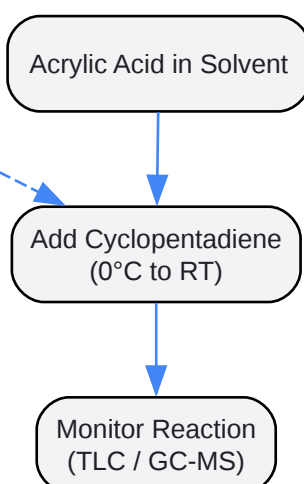 Acrylic Acid in Solvent
Add Cyclopentadiene
(0°C to RT)
Monitor Reaction
(TLC / GC-MS)